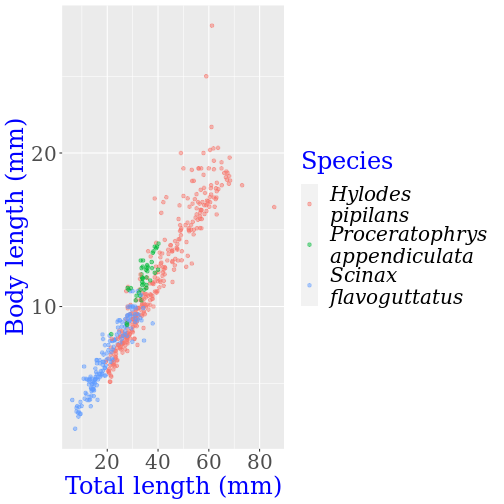 Body length (mm)
20
10
20
40
60
80
Total length (mm)
Species
Hylodes
pipilans
Proceratophrys
appendiculata
Scinax
flavoguttatus